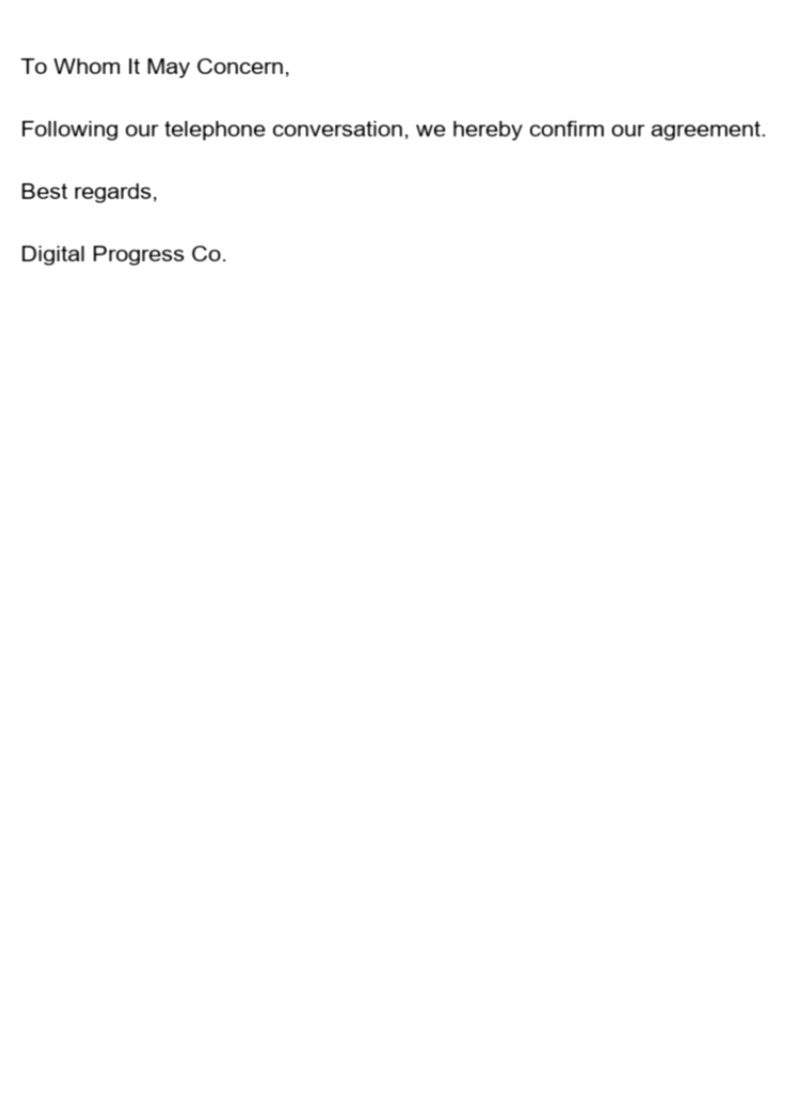 To Whom It May Concern,
Following our telephone conversation, we hereby confirm our agreement.
Best regards,
Digital Progress Co.